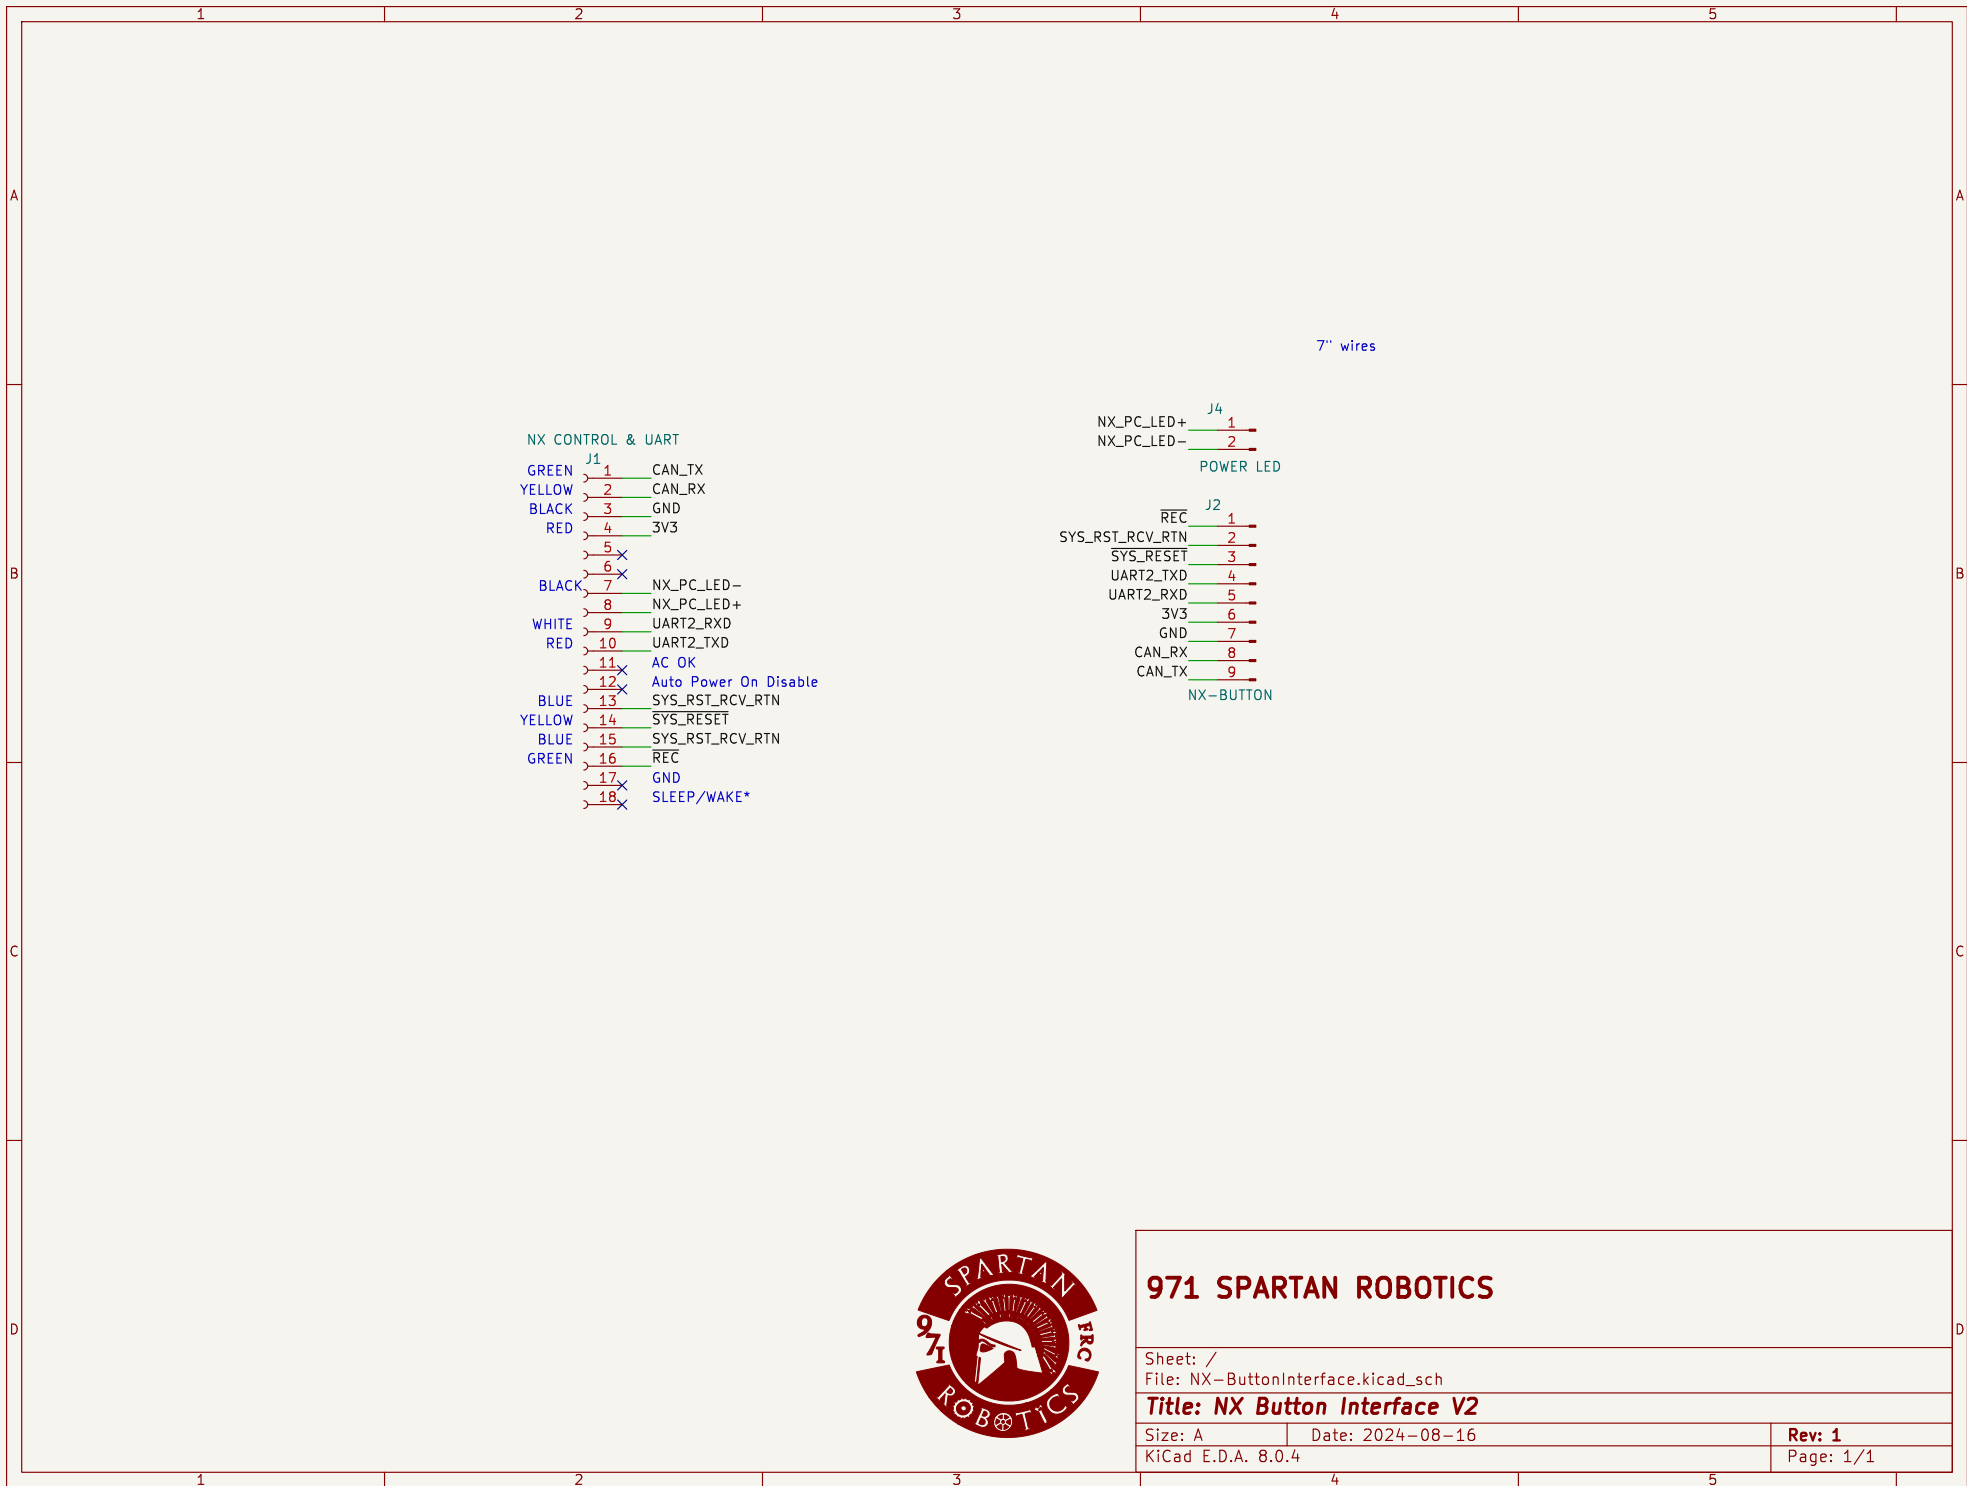 1 2 3 4 5
A A
7" wires
J4
NX_PC_LED+ 1
NX_PC_LED- 2
POWER LED
NX CONTROL & UART
J1
GREEN 1 CAN_TX
YELLOW 2 CAN_RX
BLACK 3 GND
RED 4 3V3
5
6
BLACK 7 NX_PC_LED-
8 NX_PC_LED+
WHITE 9 UART2_RXD
RED 10 UART2_TXD
11 AC OK
12 Auto Power On Disable
BLUE 13 SYS_RST_RCV_RTN
YELLOW 14 SYS_RESET
BLUE 15 SYS_RST_RCV_RTN
GREEN 16 REC
17 GND
18 SLEEP/WAKE*
J2
REC 1
SYS_RST_RCV_RTN 2
SYS_RESET 3
UART2_TXD 4
UART2_RXD 5
3V3 6
GND 7
CAN_RX 8
CAN_TX 9
NX-BUTTON
B B
C C
D D
SPARTAN
971
FRC
ROBOTICS
971 SPARTAN ROBOTICS
Sheet: /
File: NX-ButtonInterface.kicad_sch
Title: NX Button Interface V2
Size: A Date: 2024-08-16 Rev: 1
KiCad E.D.A. 8.0.4 Page: 1/1
1 2 3 4 5